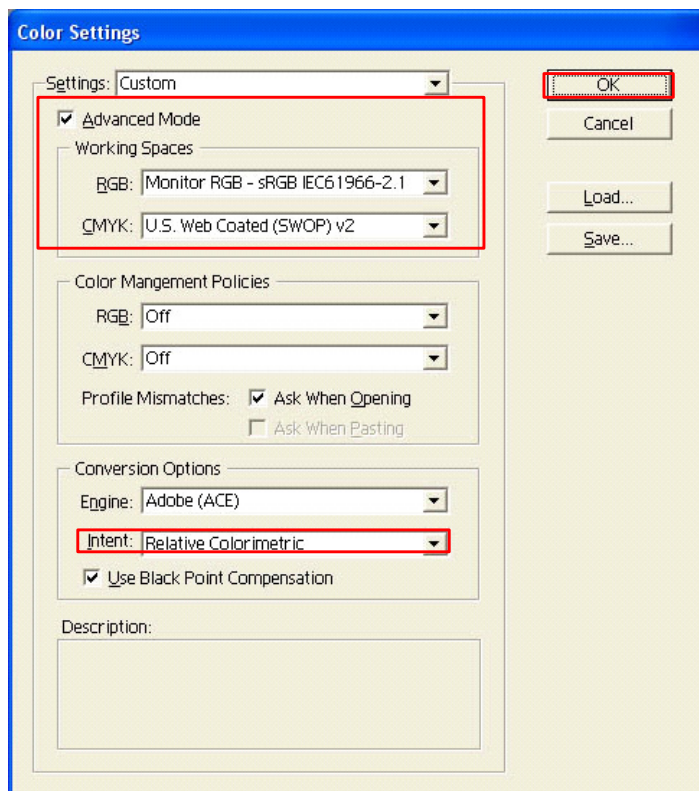 Color Settings
Settings: Custom
OK
Advanced Mode
Cancel
Working Spaces
RGB: Monitor RGB - sRGB IEC61966-2.1
Load...
CMYK: U.S. Web Coated (SWOP) v2
Save...
Color Mangement Policies
RGB: Off
CMYK: Off
Profile Mismatches: Ask When Opening
Ask When Pasting
Conversion Options
Engine: Adobe (ACE)
Intent: Relative Colorimetric
Use Black Point Compensation
Description: